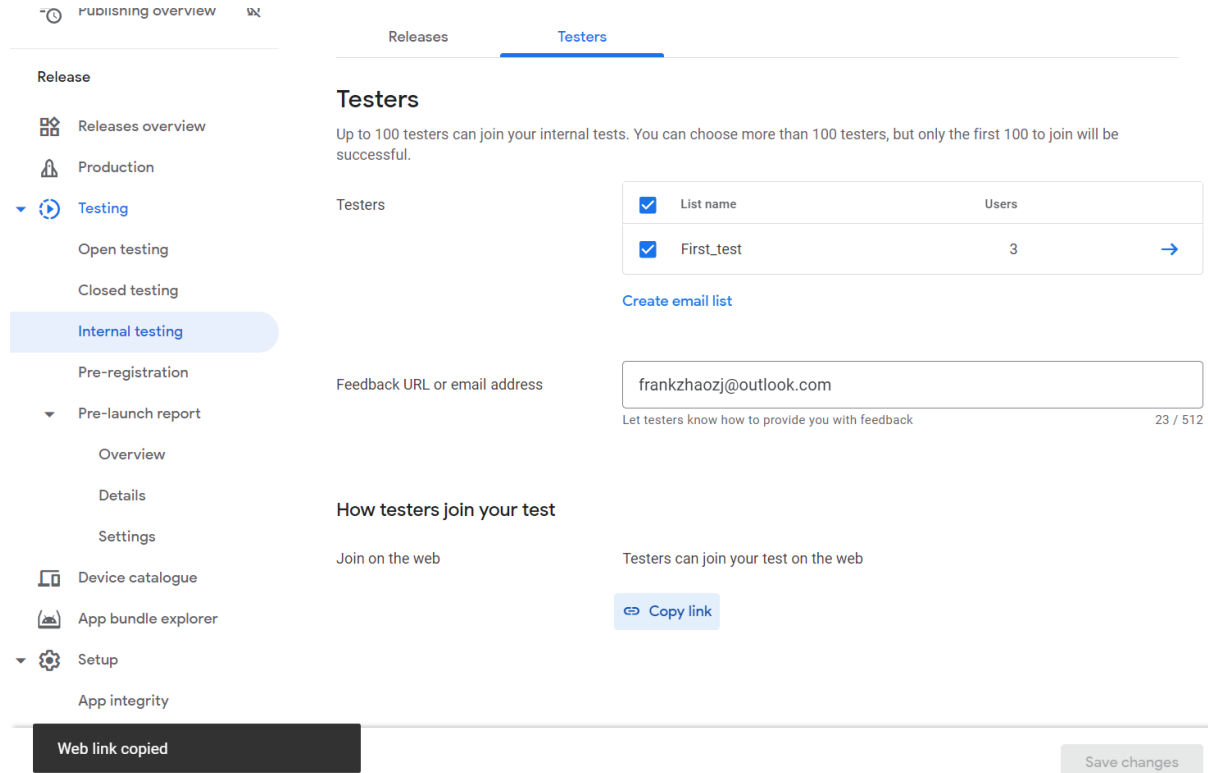 Publishing overview
Release
Releases overview
Production
Testing
Open testing
Closed testing
Internal testing
Pre-registration
Pre-launch report
Overview
Details
Settings
Device catalogue
App bundle explorer
Setup
App integrity
Web link copied
Releases
Testers
Testers
Up to 100 testers can join your internal tests. You can choose more than 100 testers, but only the first 100 to join will be
successful.
Testers
List name
Users
First_test
3
Create email list
Feedback URL or email address
frankzhaozj@outlook.com
Let testers know how to provide you with feedback
23 / 512
How testers join your test
Join on the web
Testers can join your test on the web
Copy link
Save changes